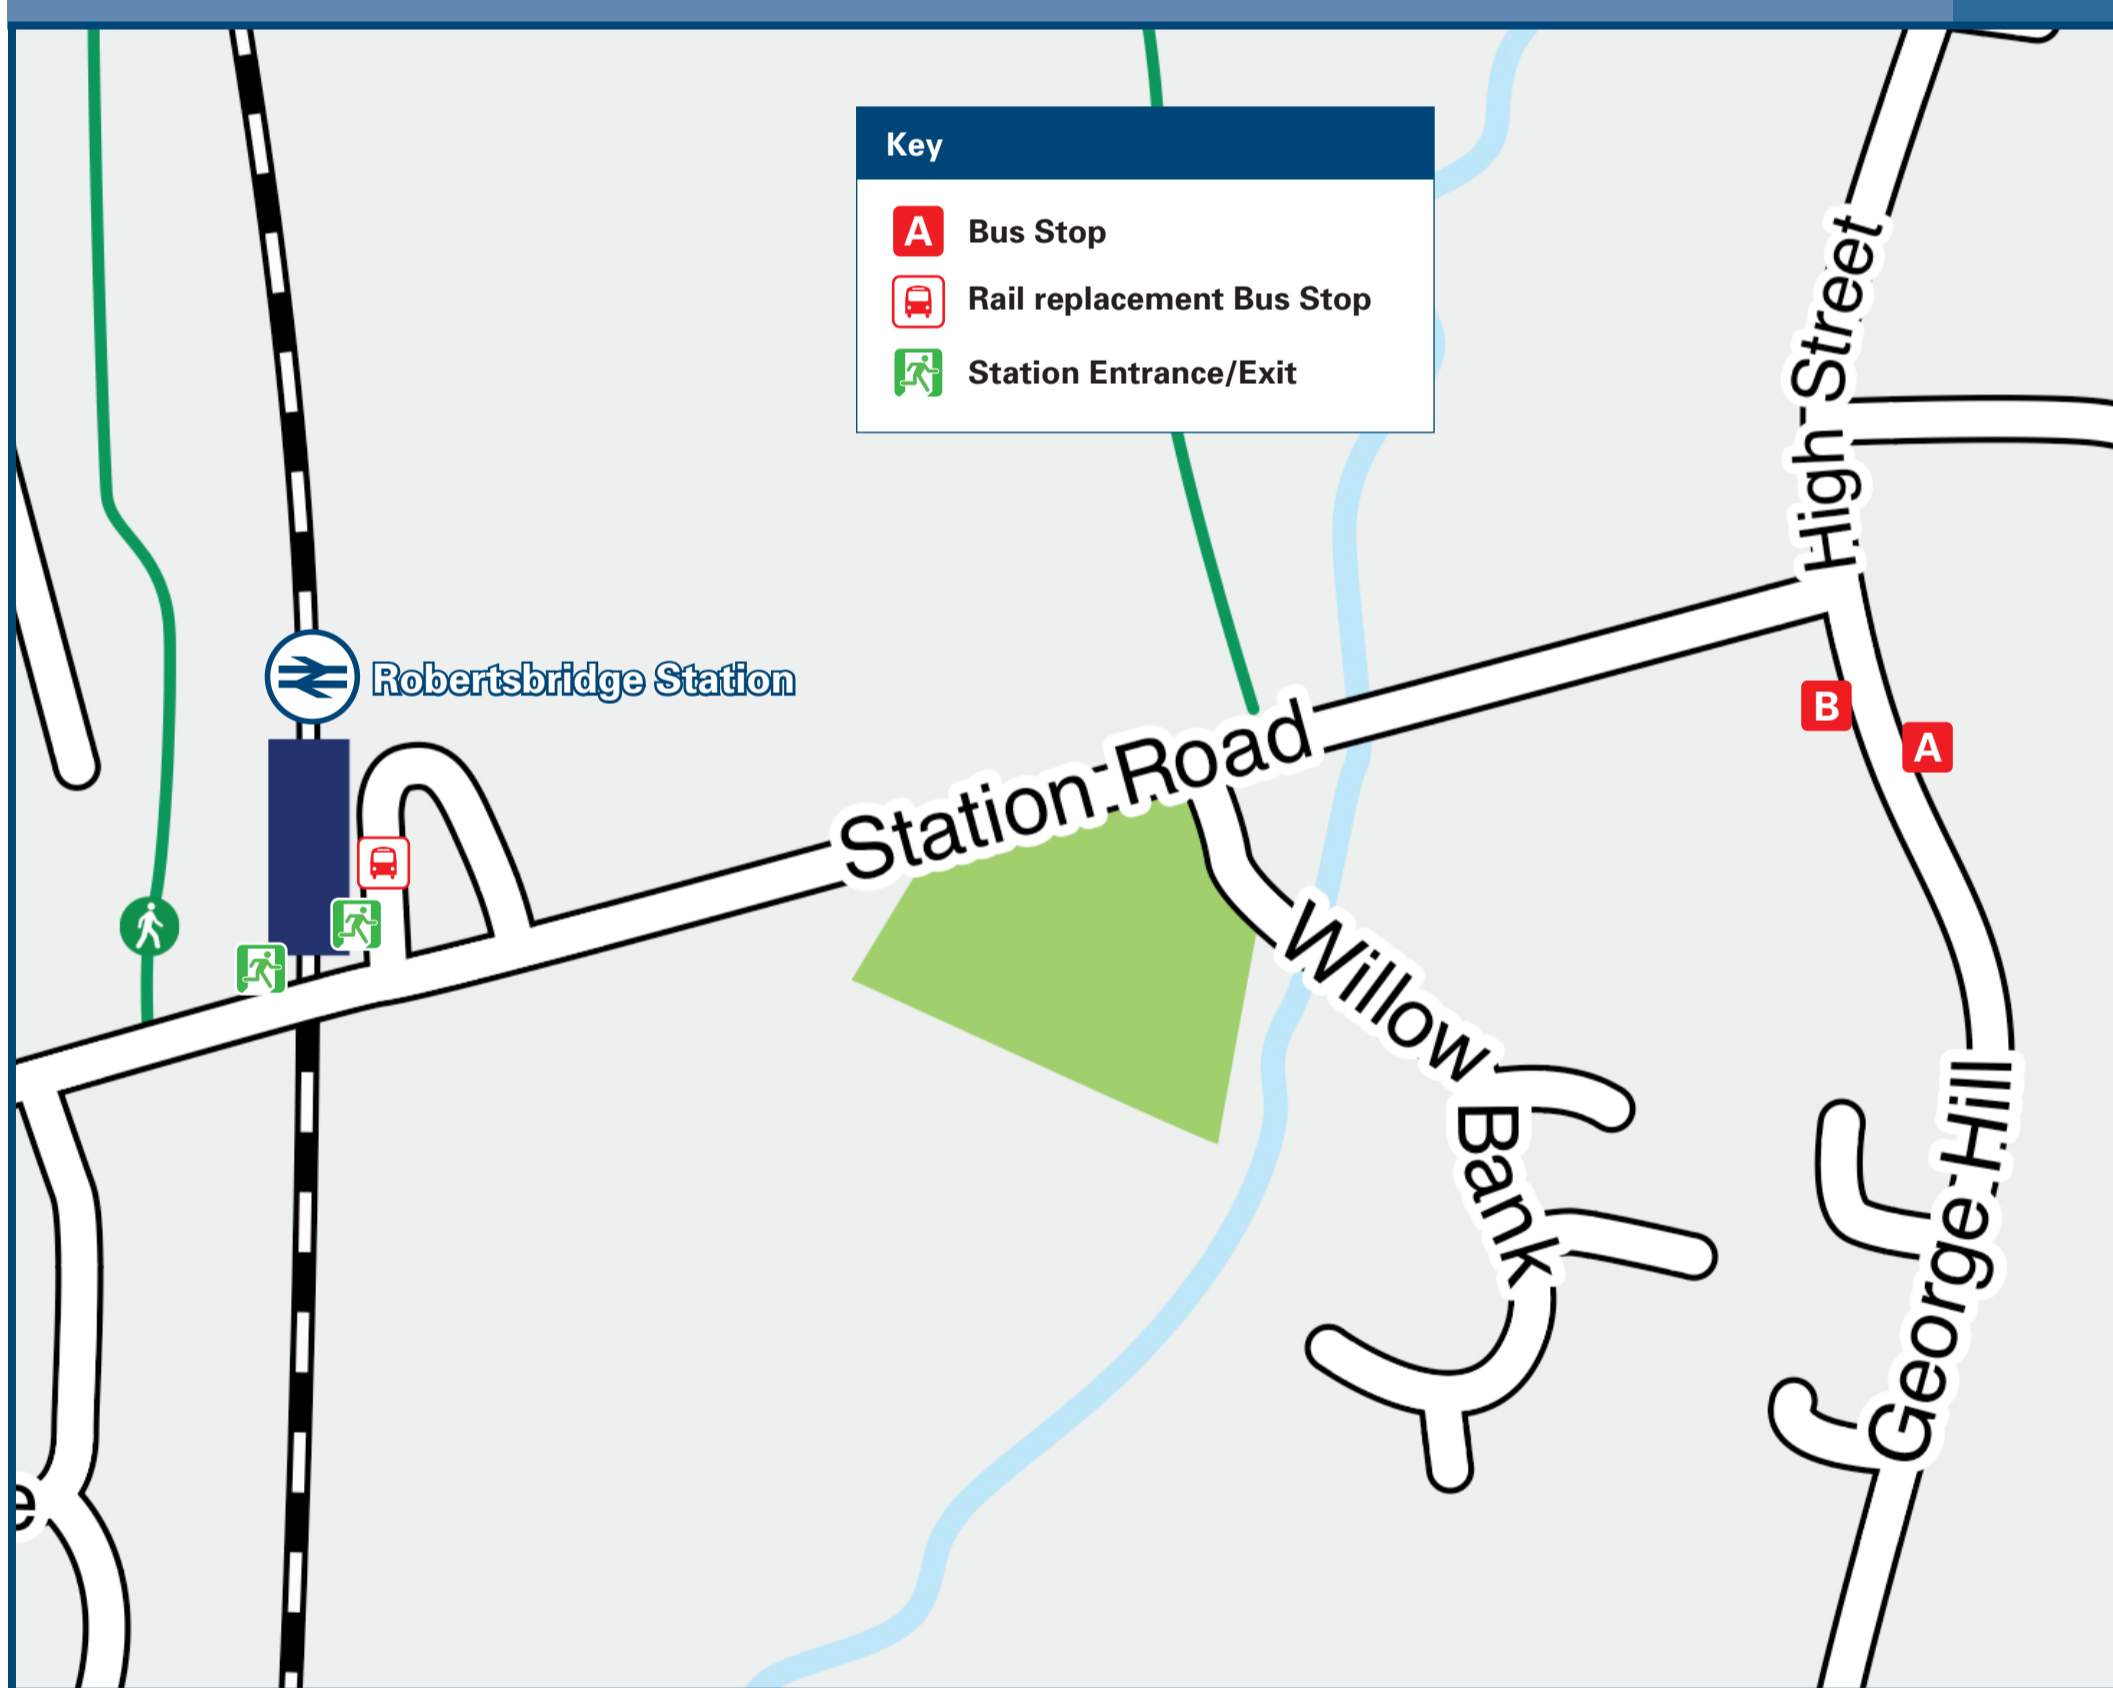 Key
A Bus Stop
Rail replacement Bus Stop
Station Entrance/Exit
High Street
Robertsbridge Station
Station Road
B
A
Willow Bank
George Hill
e